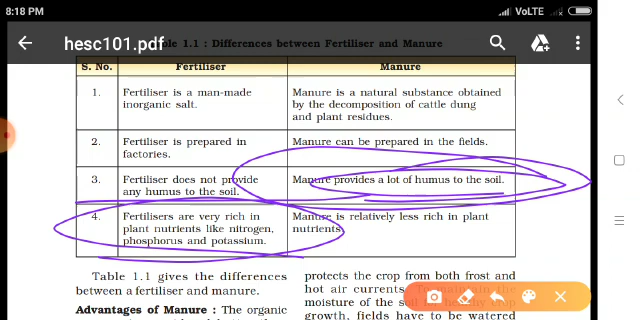 8:18 PM
VoLTE
hesc101.pdf
Table 1.1 : Differences between Fertiliser and Manure
S. No. Fertiliser Manure
1. Fertiliser is a man-made Manure is a natural substance obtained
inorganic salt. by the decomposition of cattle dung
and plant residues.
2. Fertiliser is prepared in Manure can be prepared in the fields.
factories.
3. Fertiliser does not provide Manure provides a lot of humus to the soil.
any humus to the soil.
4. Fertilisers are very rich in Manure is relatively less rich in plant
plant nutrients like nitrogen, nutrients.
phosphorus and potassium.
Table 1.1 gives the differences
between a fertiliser and manure.
Advantages of Manure : The organic
protects the crop from both frost and
hot air currents. To maintain the
moisture of the soil
growth, fields have to be watered